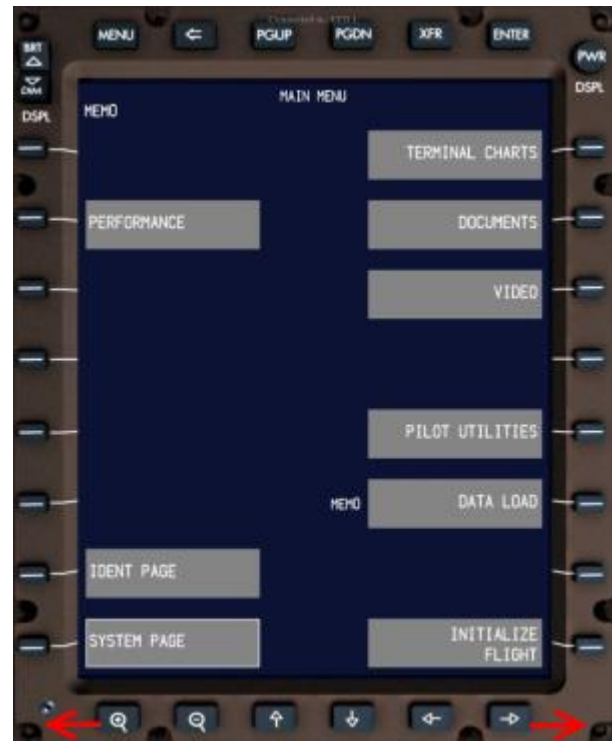 MENU PGUP PGDN XFR ENTER
BRT
DIM
DSPL
PWR
DSPL
MAIN MENU
MEMO
TERMINAL CHARTS
PERFORMANCE
DOCUMENTS
VIDEO
PILOT UTILITIES
MEMO
DATA LOAD
IDENT PAGE
SYSTEM PAGE
INITIALIZE
FLIGHT